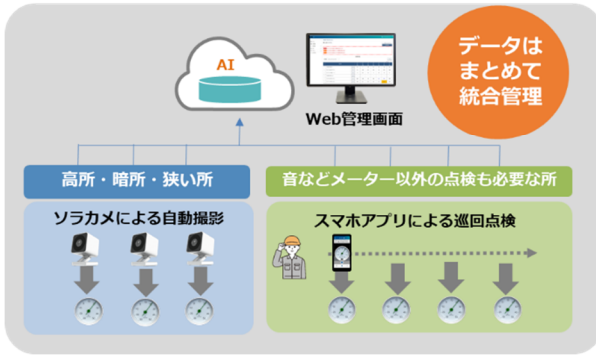 AI
Web管理画面
データは
まとめて
統合管理
高所・暗所・狭い所
音などメーター以外の点検も必要な所
ソラカメによる自動撮影
スマホアプリによる巡回点検